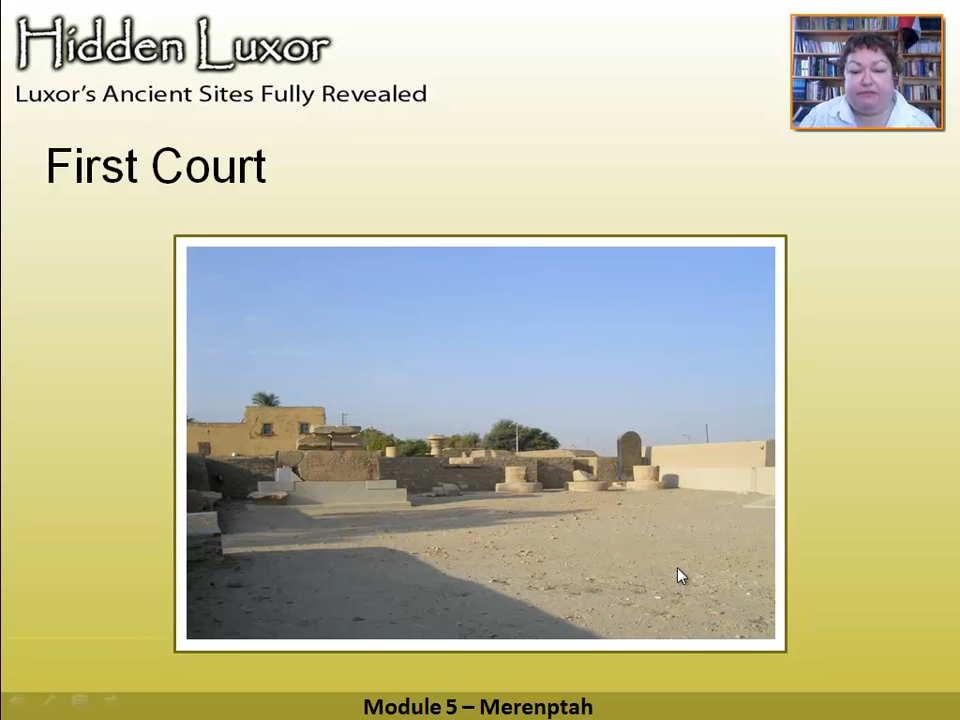 Hidden Luxor
Luxor's Ancient Sites Fully Revealed
First Court
Module 5 – Merenptah